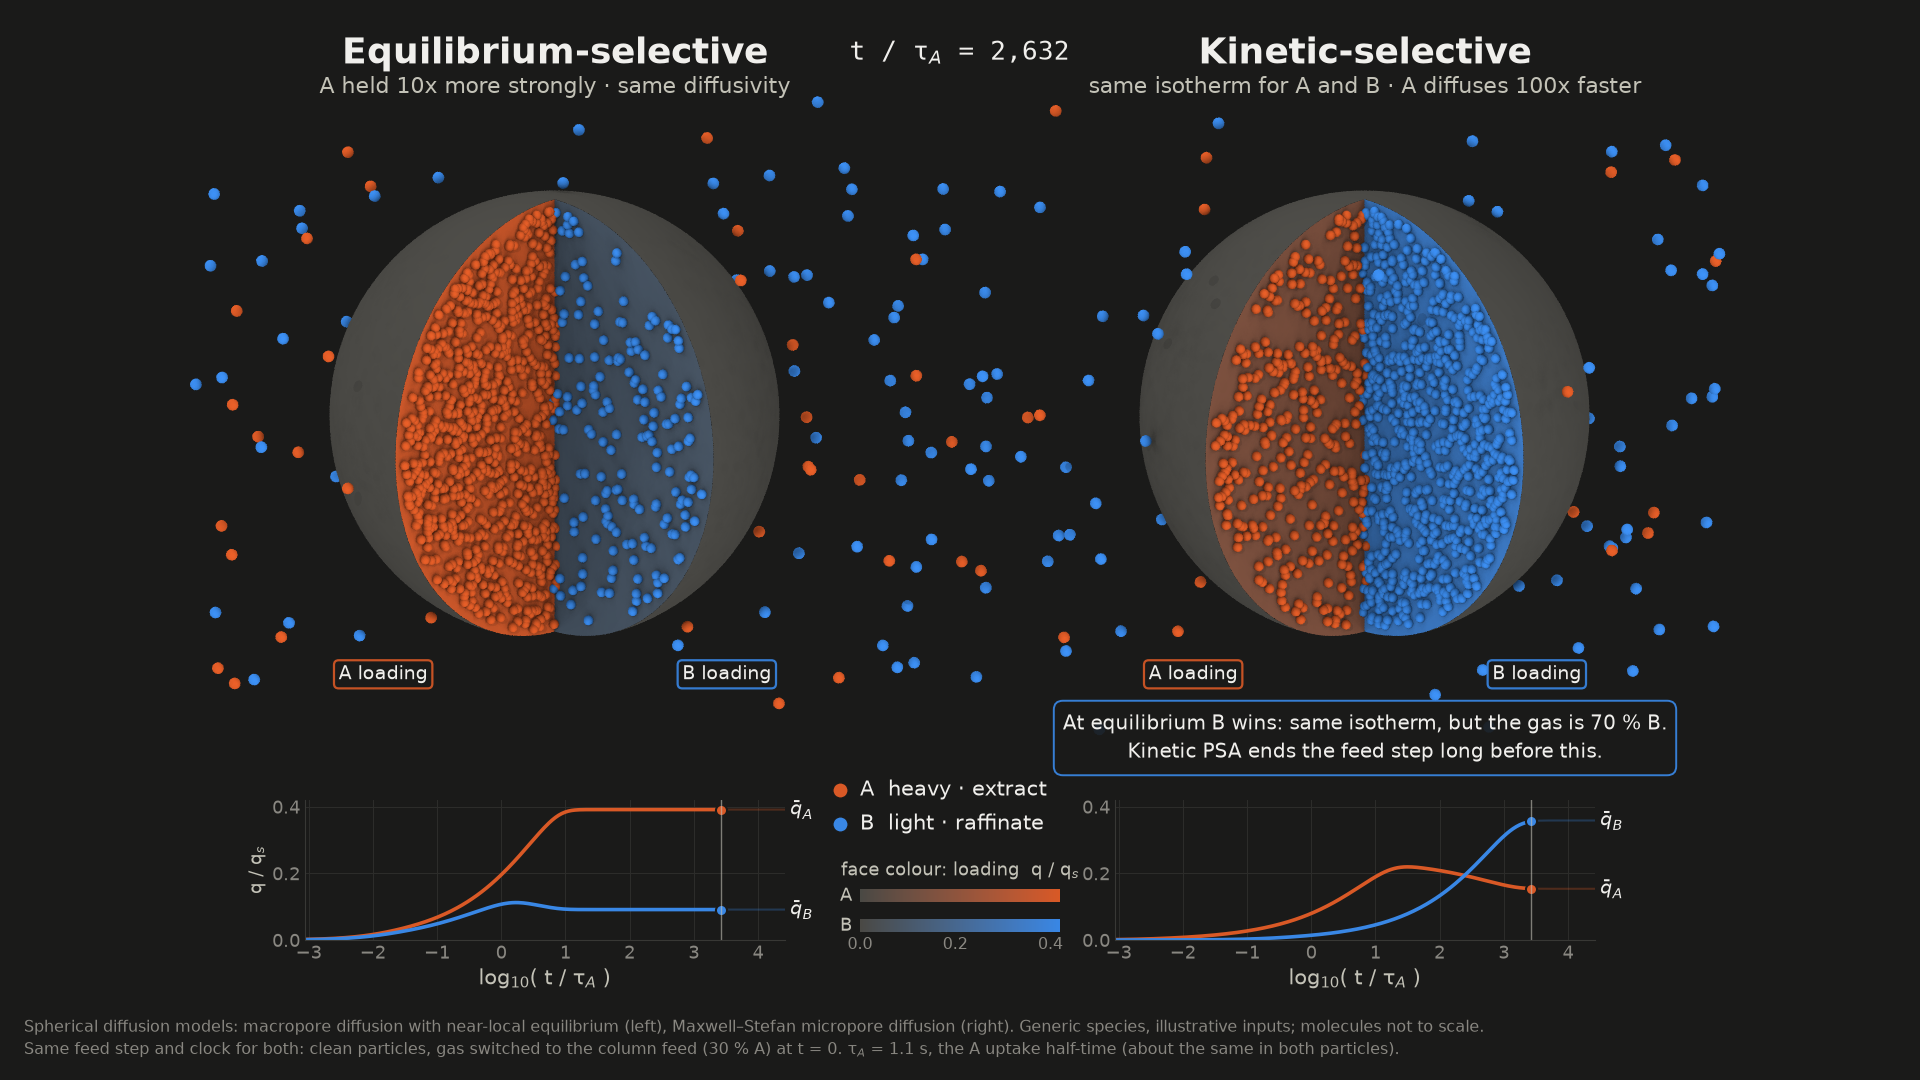 Equilibrium-selective
A held 10x more strongly · same diffusivity
t / τA = 2,632
Kinetic-selective
same isotherm for A and B · A diffuses 100x faster
A loading
B loading
A loading
B loading
At equilibrium B wins: same isotherm, but the gas is 70 % B.
Kinetic PSA ends the feed step long before this.
A heavy · extract
B light · raffinate
face colour: loading q / qs
A
B
0.0 0.2 0.4
q / qs
0.4
0.2
0.0
−3 −2 −1 0 1 2 3 4
log10( t / τA )
q̄A
q̄B
0.4
0.2
0.0
−3 −2 −1 0 1 2 3 4
log10( t / τA )
q̄B
q̄A
Spherical diffusion models: macropore diffusion with near-local equilibrium (left), Maxwell–Stefan micropore diffusion (right). Generic species, illustrative inputs; molecules not to scale.
Same feed step and clock for both: clean particles, gas switched to the column feed (30 % A) at t = 0. τA = 1.1 s, the A uptake half-time (about the same in both particles).